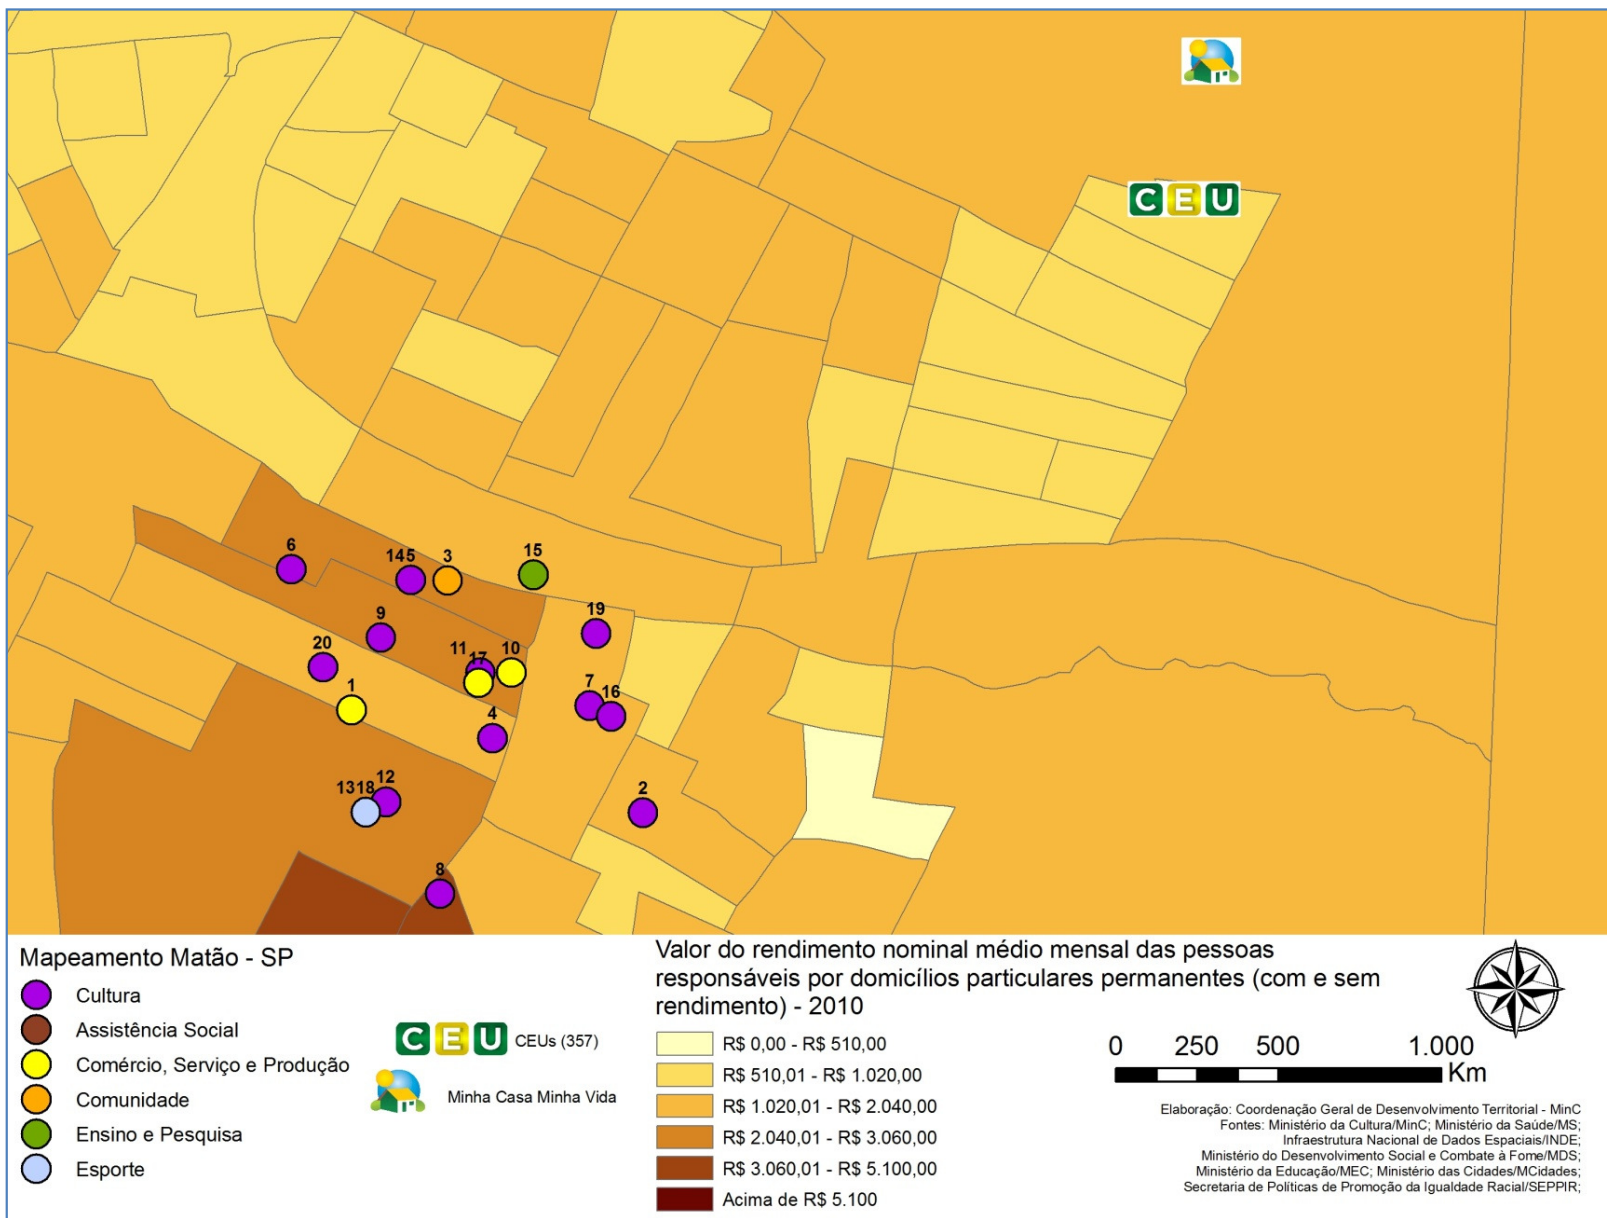 CEU
6
145
3
15
9
19
20
11
17
10
1
7
16
4
1318
12
2
8
Mapeamento Matão - SP
Cultura
Assistência Social
Comércio, Serviço e Produção
Comunidade
Ensino e Pesquisa
Esporte
CEU CEUs (357)
Minha Casa Minha Vida
Valor do rendimento nominal médio mensal das pessoas
responsáveis por domicílios particulares permanentes (com e sem
rendimento) - 2010
R$ 0,00 - R$ 510,00
R$ 510,01 - R$ 1.020,00
R$ 1.020,01 - R$ 2.040,00
R$ 2.040,01 - R$ 3.060,00
R$ 3.060,01 - R$ 5.100,00
Acima de R$ 5.100
0 250 500 1.000
Km
Elaboração: Coordenação Geral de Desenvolvimento Territorial - MinC
Fontes: Ministério da Cultura/MinC; Ministério da Saúde/MS;
Infraestrutura Nacional de Dados Espaciais/INDE;
Ministério do Desenvolvimento Social e Combate à Fome/MDS;
Ministério da Educação/MEC; Ministério das Cidades/MCidades;
Secretaria de Políticas de Promoção da Igualdade Racial/SEPPIR;